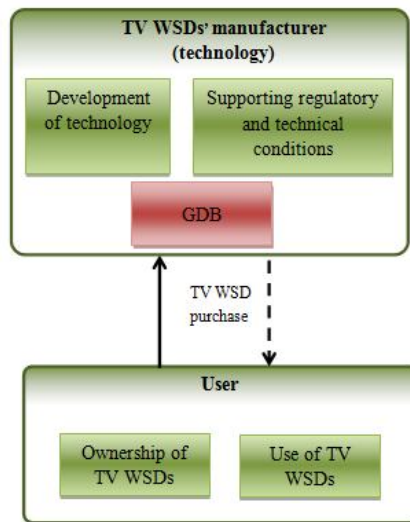 TV WSDs' manufacturer
(technology)
Development
of technology
Supporting regulatory
and technical
conditions
GDB
TV WSD
purchase
User
Ownership of
TV WSDs
Use of TV
WSDs